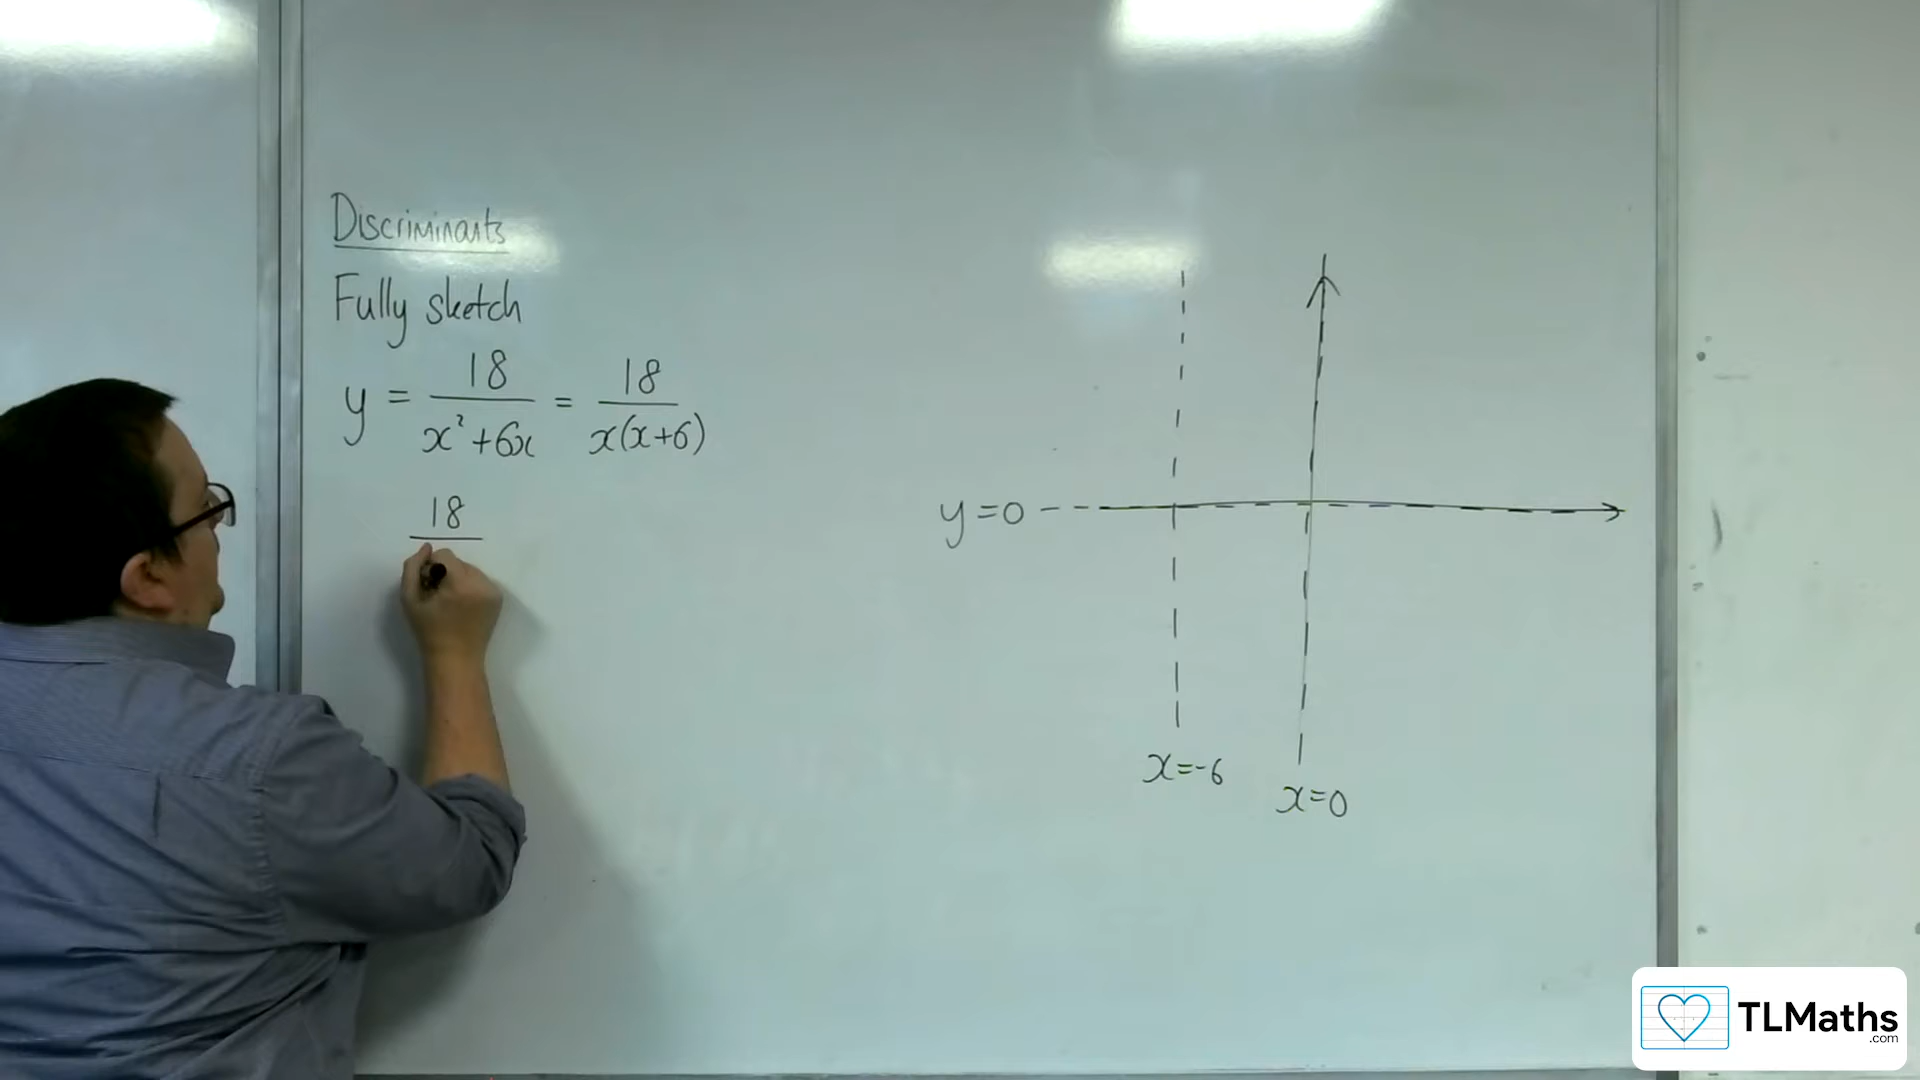 Discriminants
Fully sketch
y = 18/(x²+6x) = 18/(x(x+6))
18
y=0
x=-6
x=0
TLMaths
.com